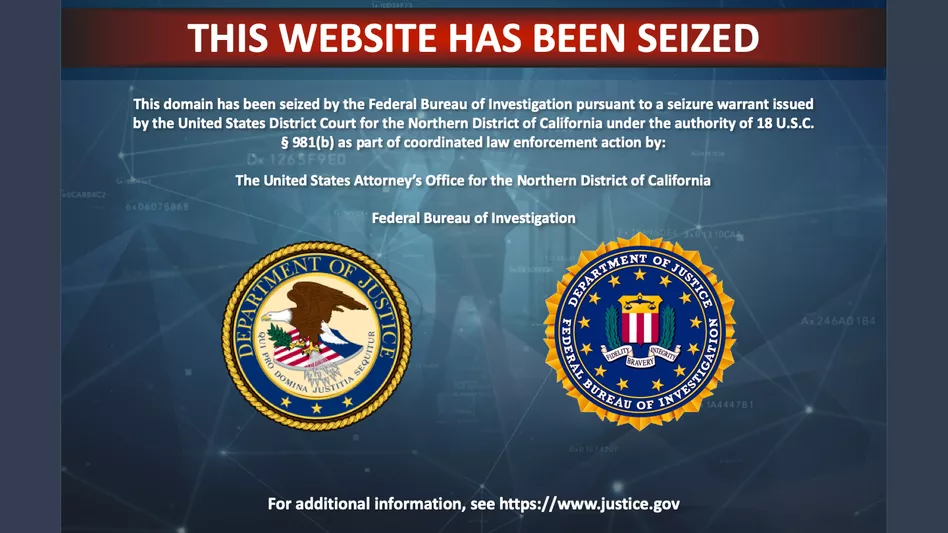 THIS WEBSITE HAS BEEN SEIZED
This domain has been seized by the Federal Bureau of Investigation pursuant to a seizure warrant issued
by the United States District Court for the Northern District of California under the authority of 18 U.S.C.
§ 981(b) as part of coordinated law enforcement action by:
The United States Attorney's Office for the Northern District of California
Federal Bureau of Investigation
DEPARTMENT OF JUSTICE
QUI PRO DOMINA JUSTITIA SEQUITUR
DEPARTMENT OF JUSTICE
FEDERAL BUREAU OF INVESTIGATION
FIDELITY
BRAVERY
INTEGRITY
For additional information, see https://www.justice.gov